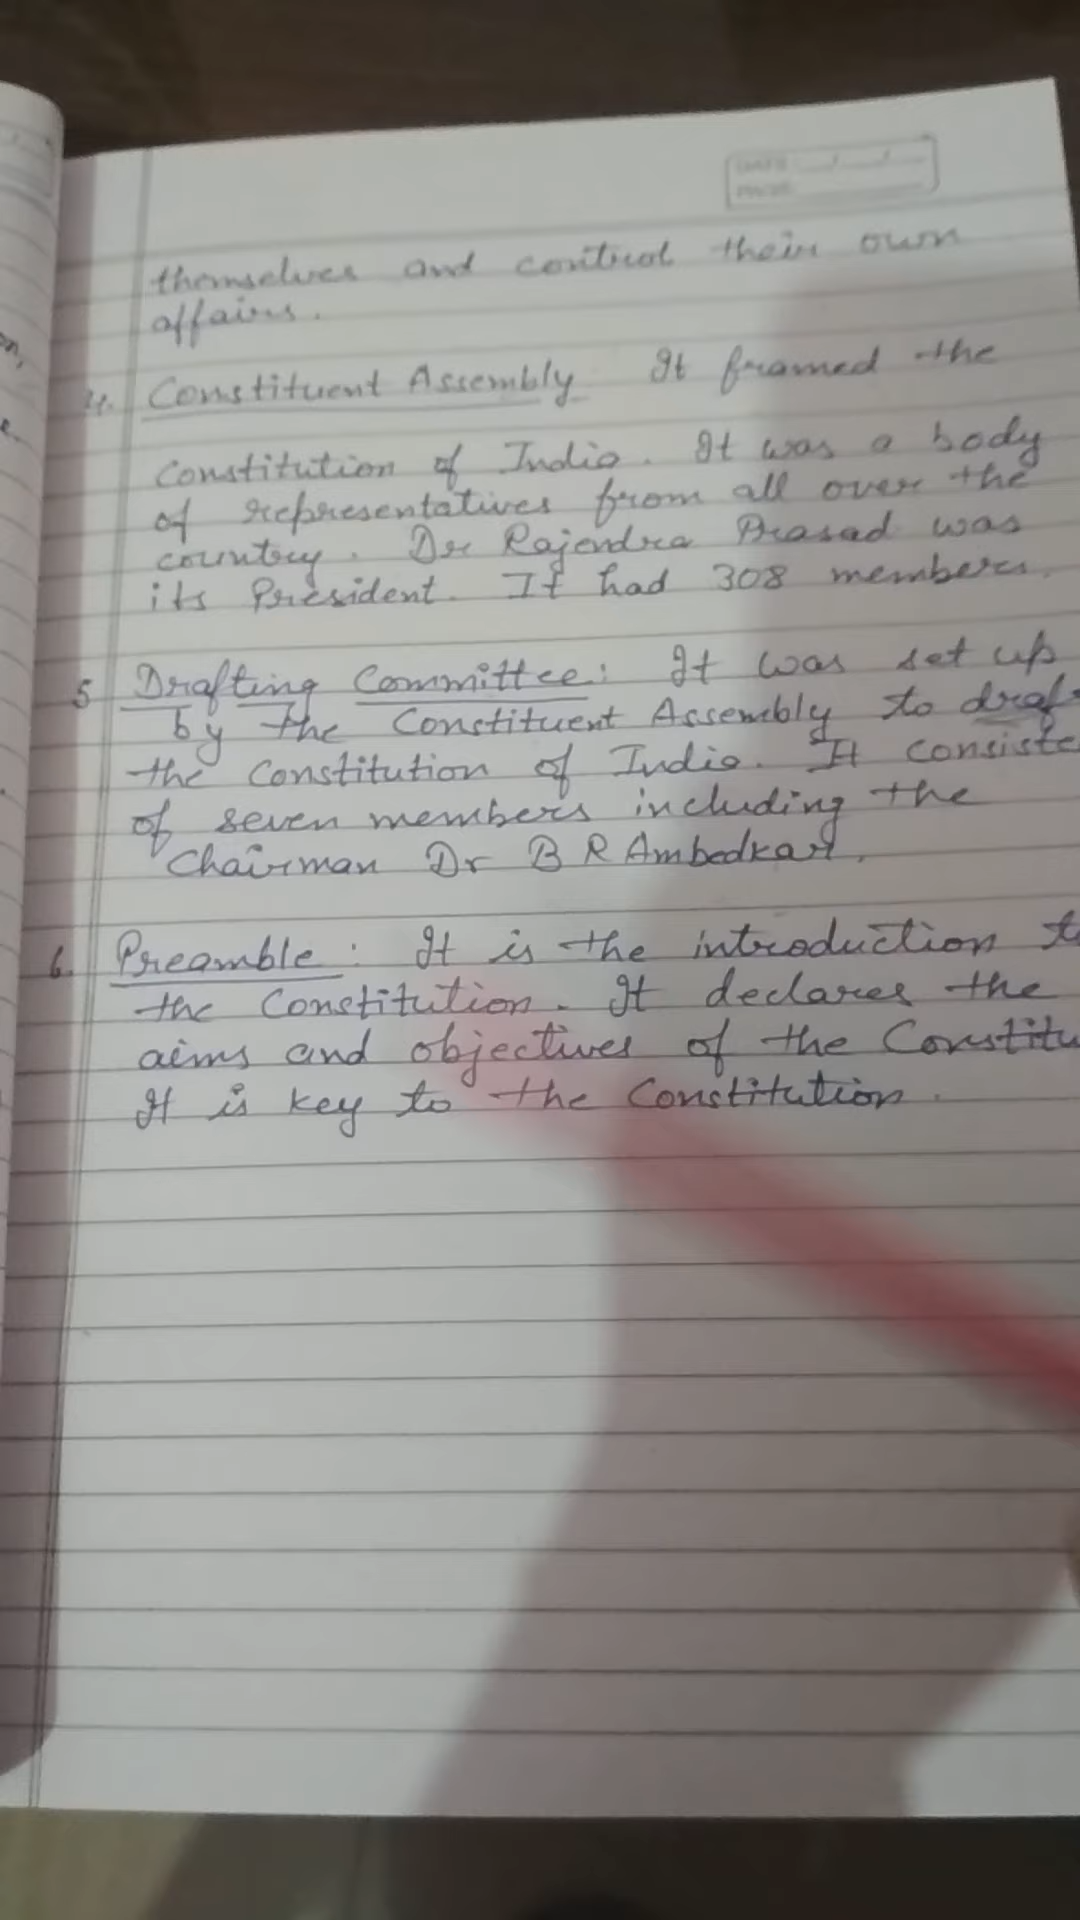 DATE
PAGE
themselves and control their own
affairs.
4. Constituent Assembly It framed the
Constitution of India. It was a body
of representatives from all over the
country. Dr Rajendra Prasad was
its President. It had 308 members.
5 Drafting Committee: It was set up
by the Constituent Assembly to draf
the Constitution of India. It consiste
of seven members including the
Chairman Dr B R Ambedkar.
6. Preamble: It is the introduction t
the Constitution. It declares the
aims and objectives of the Constitu
It is key to the Constitution.